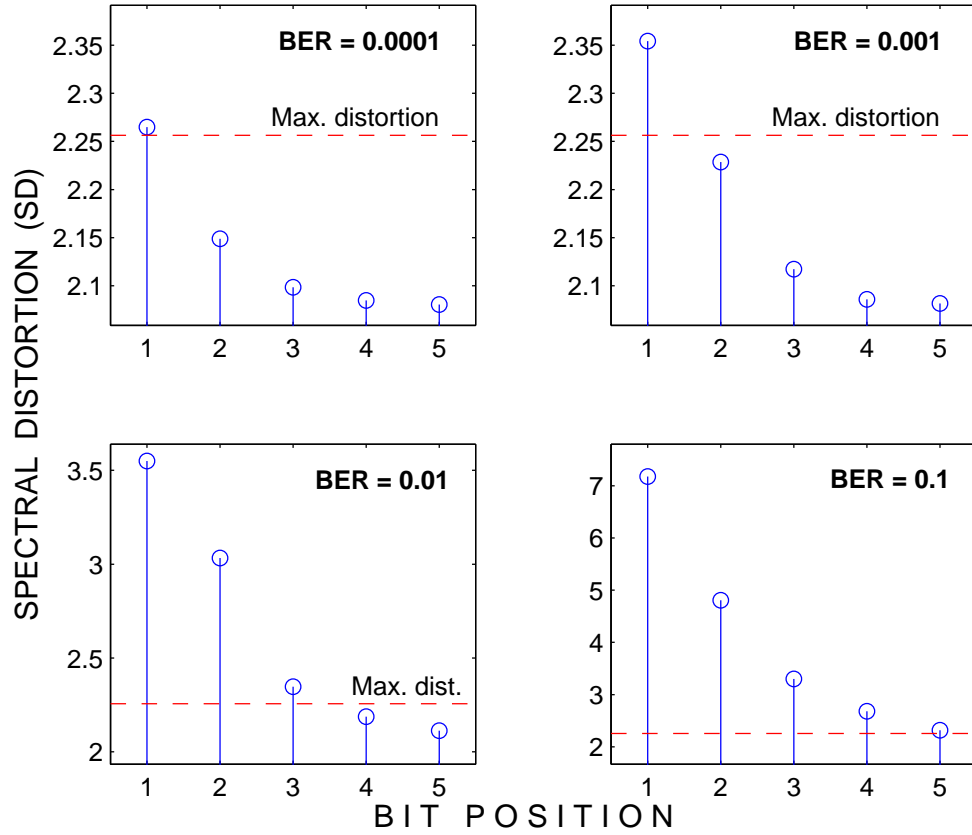 SPECTRAL DISTORTION (SD)
BER = 0.0001
Max. distortion
2.35
2.3
2.25
2.2
2.15
2.1
1 2 3 4 5
BER = 0.001
Max. distortion
2.35
2.3
2.25
2.2
2.15
2.1
1 2 3 4 5
BER = 0.01
Max. dist.
3.5
3
2.5
2
1 2 3 4 5
BER = 0.1
7
6
5
4
3
2
1 2 3 4 5
BIT POSITION